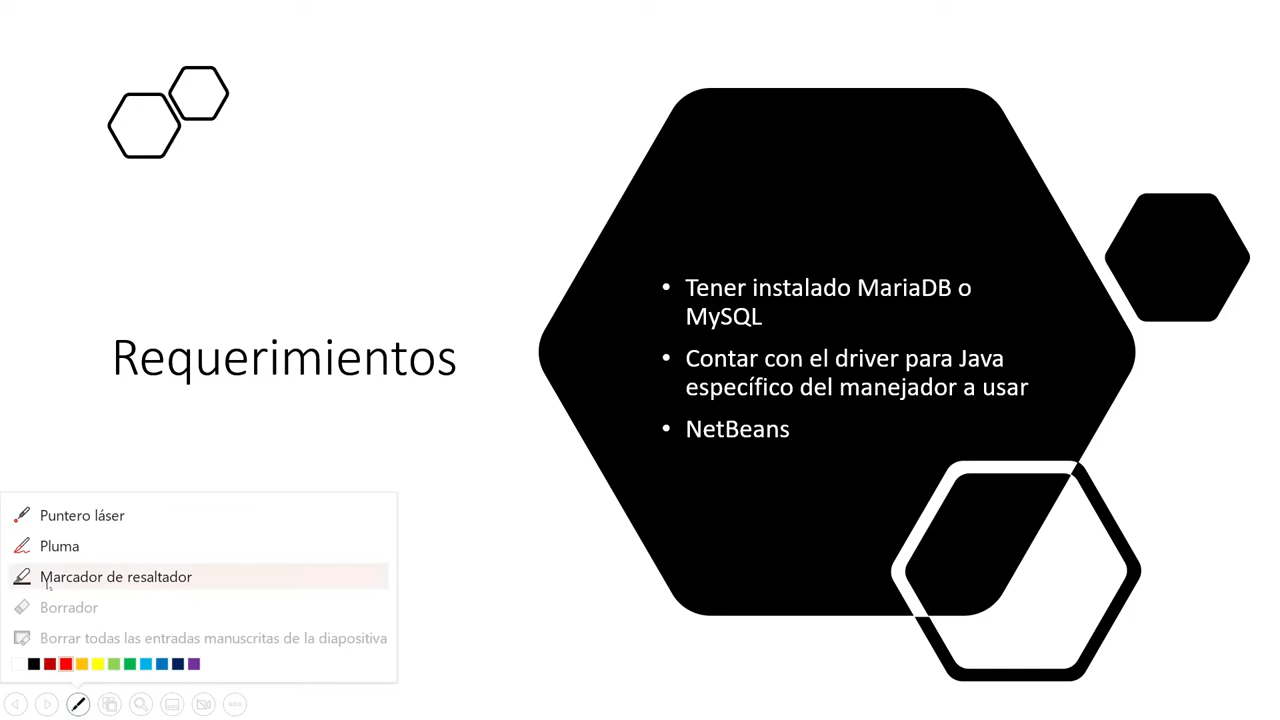 Requerimientos
• Tener instalado MariaDB o
MySQL
• Contar con el driver para Java
específico del manejador a usar
• NetBeans
Puntero láser
Pluma
Marcador de resaltador
Borrador
Borrar todas las entradas manuscritas de la diapositiva